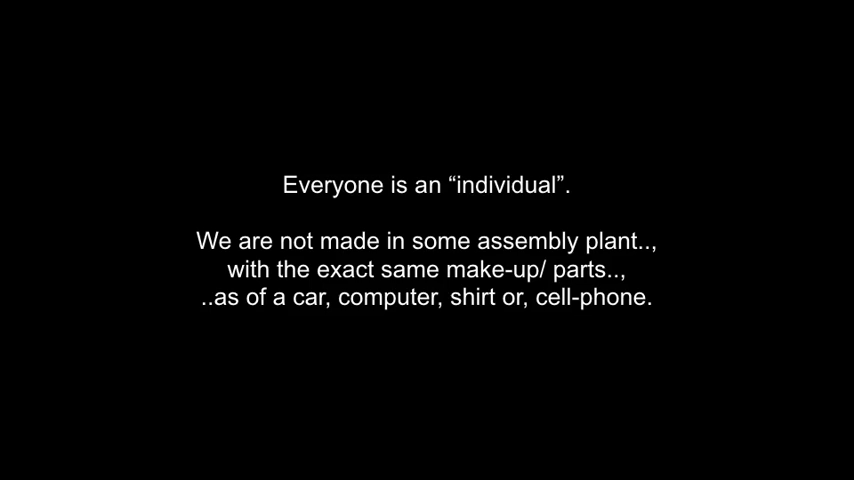 Everyone is an “individual”.
We are not made in some assembly plant..,
with the exact same make-up/ parts..,
..as of a car, computer, shirt or, cell-phone.